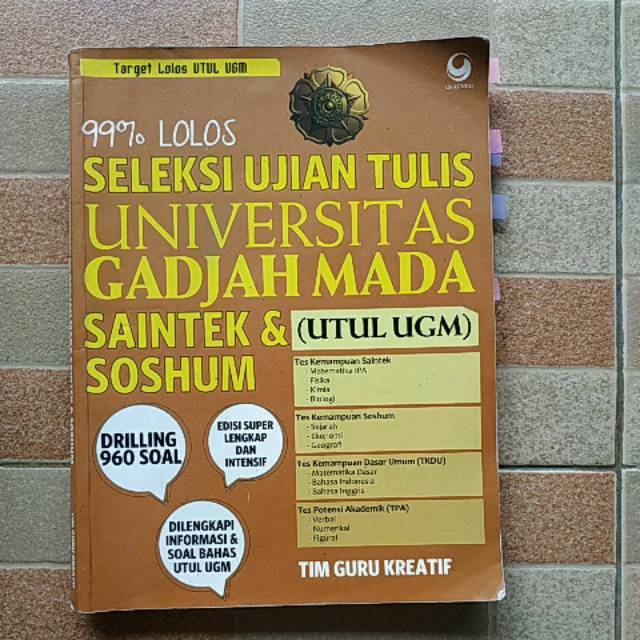 Target Lolos UTUL UGM
99% LOLOS
SELEKSI UJIAN TULIS
UNIVERSITAS
GADJAH MADA
SAINTEK &
(UTUL UGM)
SOSHUM
Tes Kemampuan Saintek
- Matematika IPA
- Fisika
- Kimia
- Biologi
Tes Kemampuan Soshum
- Sejarah
- Ekonomi
- Geografi
Tes Kemampuan Dasar Umum (TKDU)
- Matematika Dasar
- Bahasa Indonesia
- Bahasa Inggris
Tes Potensi Akademik (TPA)
- Verbal
- Numerikal
- Figural
DRILLING
960 SOAL
EDISI SUPER
LENGKAP
DAN
INTENSIF
DILENGKAPI
INFORMASI &
SOAL BAHAS
UTUL UGM
TIM GURU KREATIF